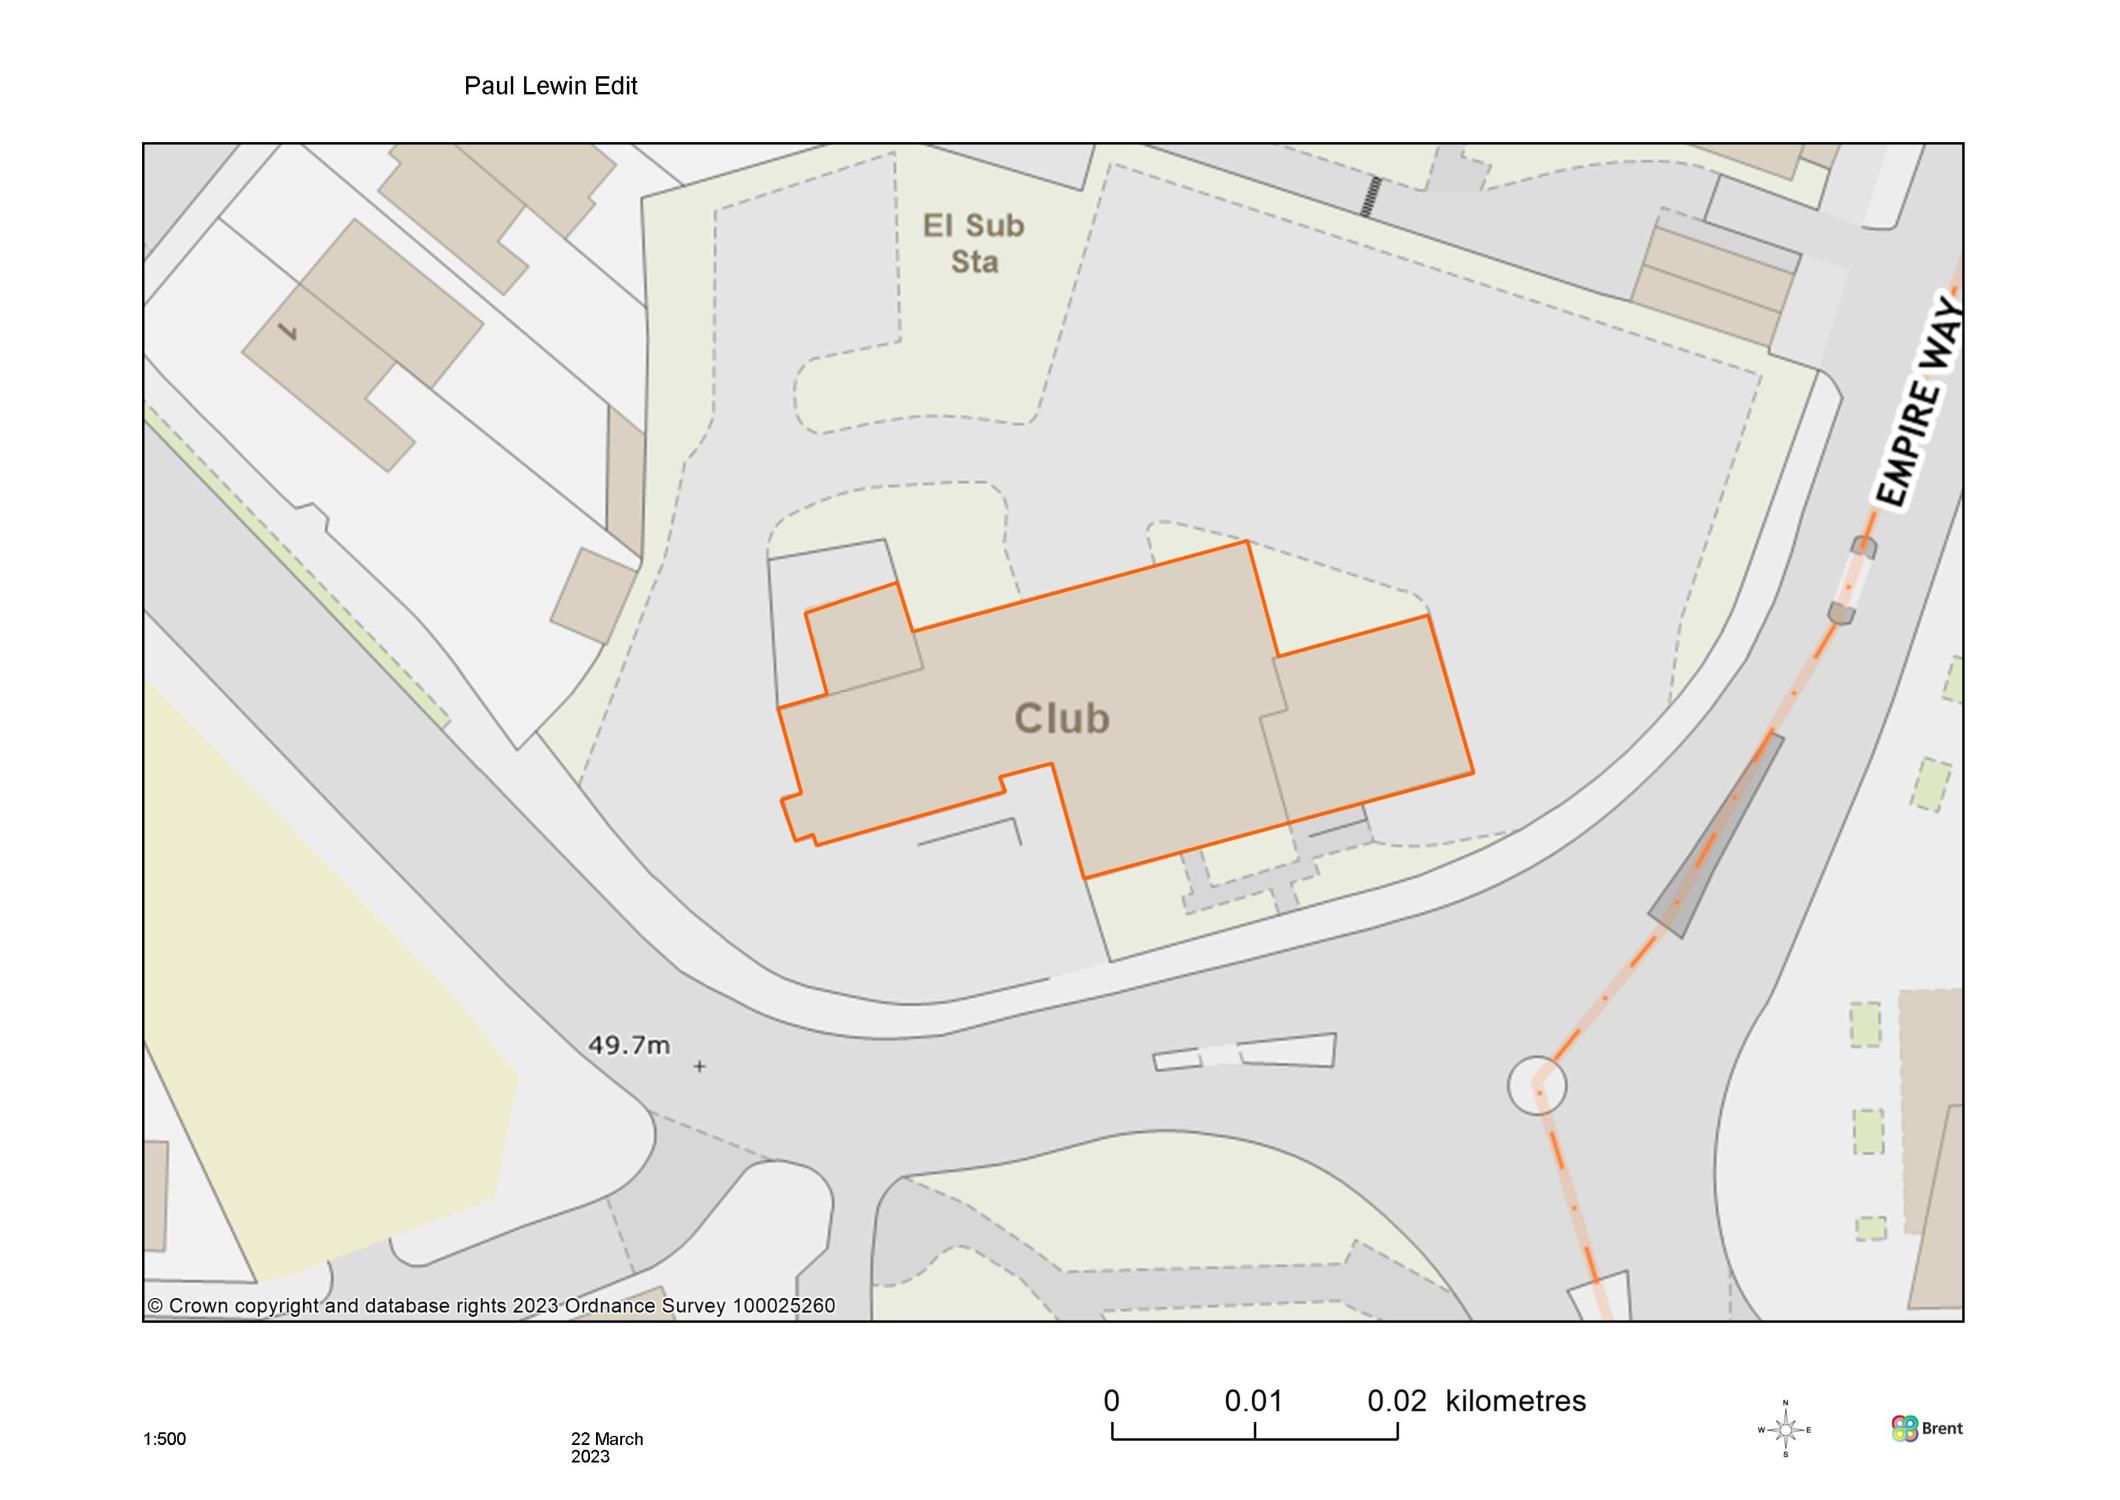 Paul Lewin Edit
El Sub
Sta
EMPIRE WAY
1
Club
49.7m
© Crown copyright and database rights 2023 Ordnance Survey 100025260
0 0.01 0.02 kilometres
N
W E
S
Brent
1:500
22 March
2023